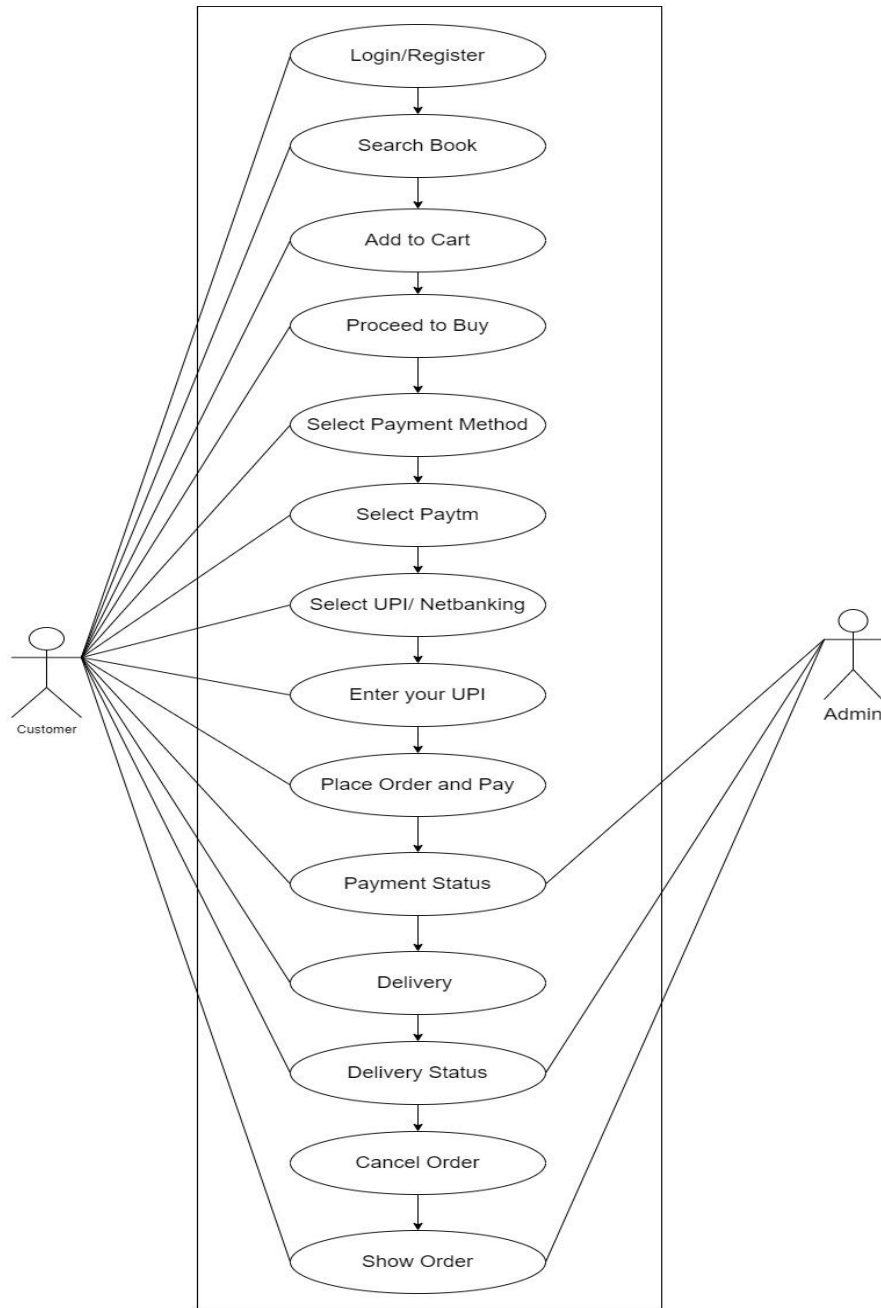 Login/Register
Search Book
Add to Cart
Proceed to Buy
Select Payment Method
Select Paytm
Select UPI/ Netbanking
Enter your UPI
Place Order and Pay
Payment Status
Delivery
Delivery Status
Cancel Order
Show Order
Customer
Admin